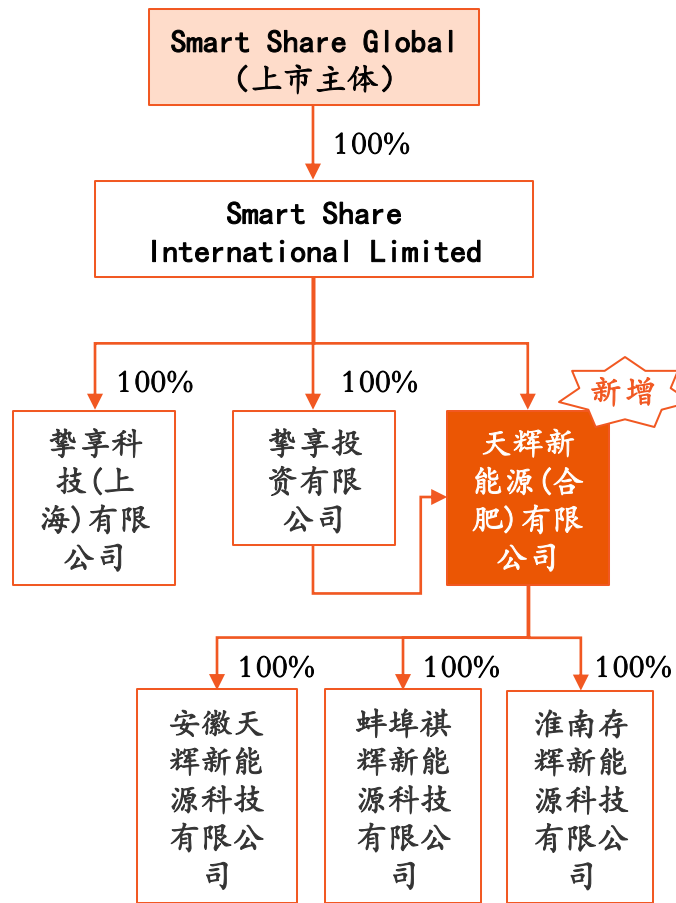 Smart Share Global
(上市主体)
100%
Smart Share
International Limited
100%
100%
新增
挚享科
技(上
海)有限
公司
挚享投
资有限
公司
天辉新
能源(合
肥)有限
公司
100%
100%
100%
安徽天
辉新能
源科技
有限公
司
蚌埠祺
辉新能
源科技
有限公
司
淮南存
辉新能
源科技
有限公
司